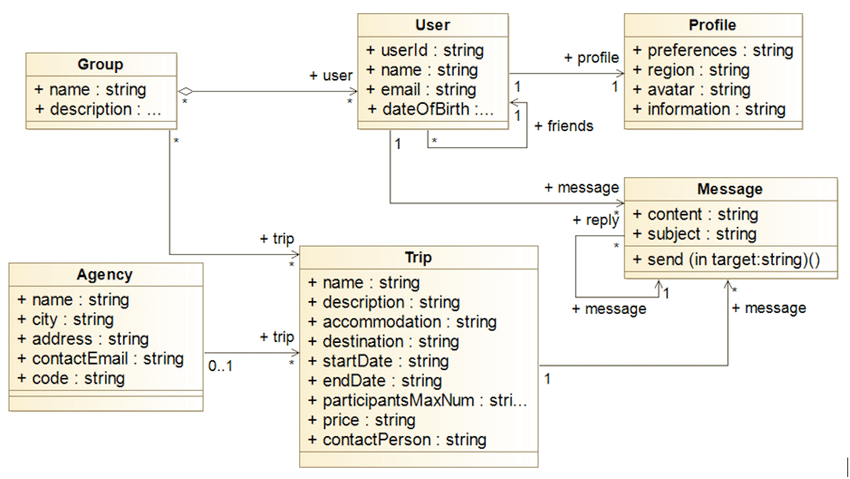 Group
+ name : string
+ description : ...
*
*
User
+ userId : string
+ name : string
+ email : string
+ dateOfBirth :...
+ user
*
1
+ profile
1
Profile
+ preferences : string
+ region : string
+ avatar : string
+ information : string
1
*
+ friends
1
+ message
*
Message
+ content : string
+ subject : string
+ send (in target:string)()
+ reply
*
+ message
1
*
+ message
+ trip
*
Agency
+ name : string
+ city : string
+ address : string
+ contactEmail : string
+ code : string
0..1
+ trip
*
Trip
+ name : string
+ description : string
+ accommodation : string
+ destination : string
+ startDate : string
+ endDate : string
+ participantsMaxNum : stri...
+ price : string
+ contactPerson : string
1